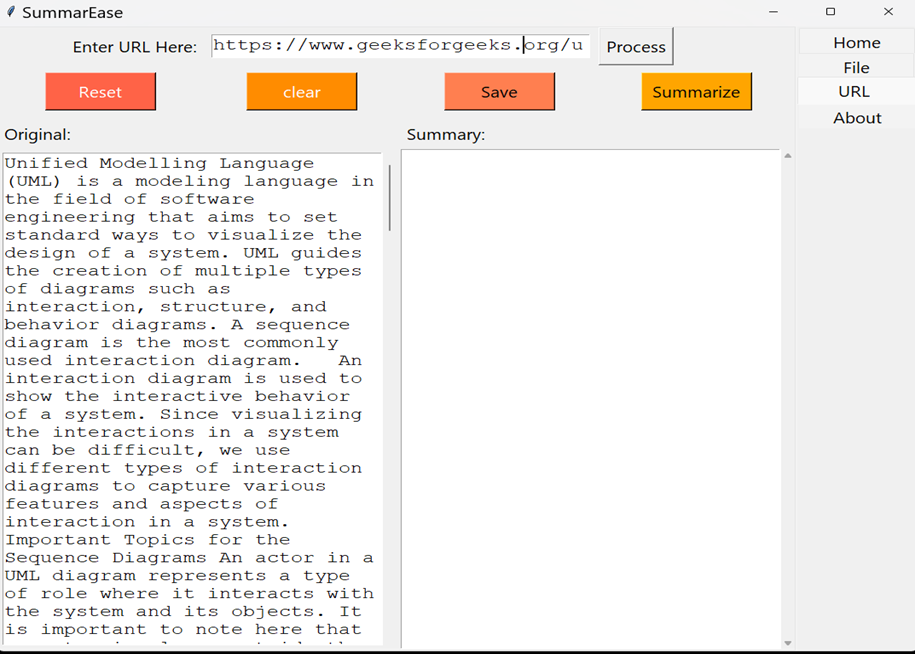 SummarEase
Enter URL Here: https://www.geeksforgeeks.org/u Process
Home
File
URL
About
Reset clear Save Summarize
Original:
Summary:
Unified Modelling Language
(UML) is a modeling language in
the field of software
engineering that aims to set
standard ways to visualize the
design of a system. UML guides
the creation of multiple types
of diagrams such as
interaction, structure, and
behavior diagrams. A sequence
diagram is the most commonly
used interaction diagram.   An
interaction diagram is used to
show the interactive behavior
of a system. Since visualizing
the interactions in a system
can be difficult, we use
different types of interaction
diagrams to capture various
features and aspects of
interaction in a system.
Important Topics for the
Sequence Diagrams An actor in a
UML diagram represents a type
of role where it interacts with
the system and its objects. It
is important to note here that